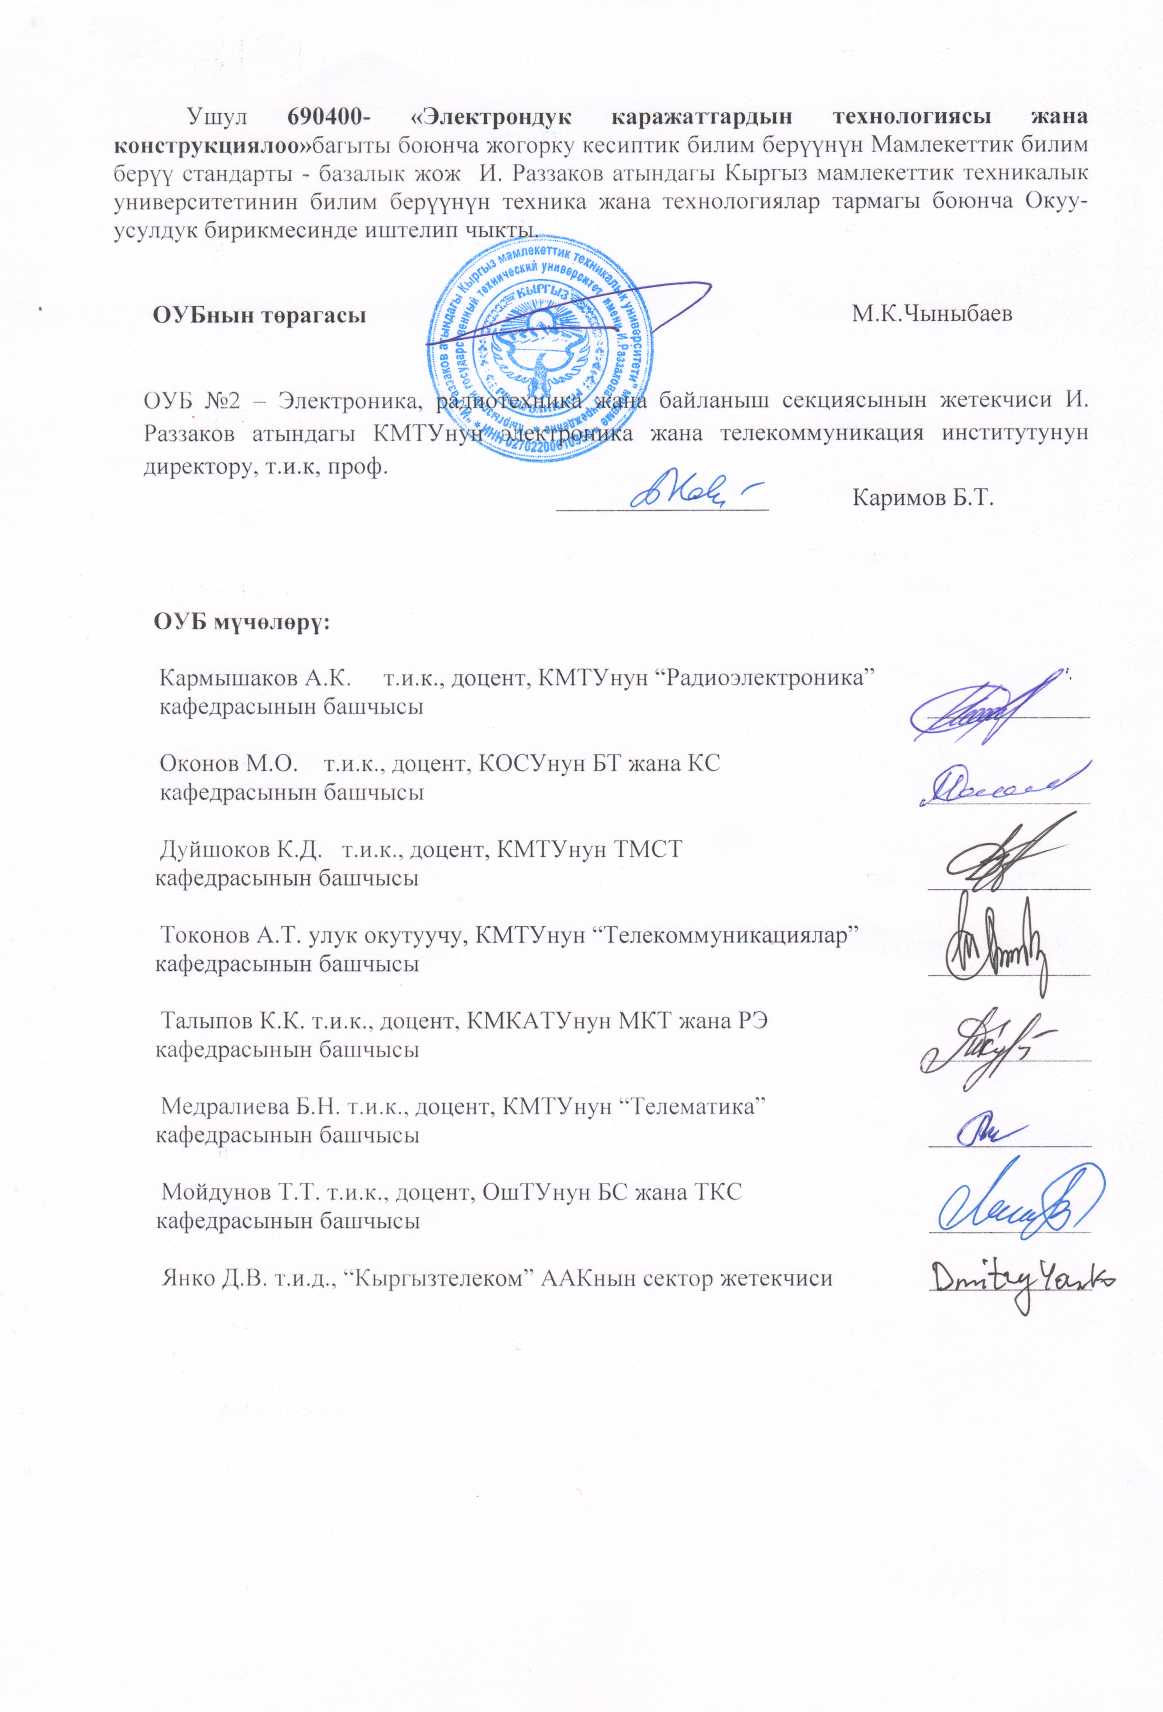 Ушул 690400- «Электрондук каражаттардын технологиясы жана
конструкциялоо»багыты боюнча жогорку кесиптик билим берүүнүн Мамлекеттик билим
берүү стандарты - базалык жож И. Раззаков атындагы Кыргыз мамлекеттик техникалык
университетинин билим берүүнүн техника жана технологиялар тармагы боюнча Окуу-
усулдук бирикмесинде иштелип чыкты.
ОУБнын төрагасы
М.К.Чыныбаев
КЫРГЫЗ
ОУБ №2 – Электроника, радиотехника жана байланыш секциясынын жетекчиси И.
Раззаков атындагы КМТУнун электроника жана телекоммуникация институтунун
директору, т.и.к, проф.
Каримов Б.Т.
ОУБ мүчөлөрү:
Кармышаков А.К. т.и.к., доцент, КМТУнун “Радиоэлектроника”
кафедрасынын башчысы
Оконов М.О. т.и.к., доцент, КОСУнун БТ жана КС
кафедрасынын башчысы
Дуйшоков К.Д. т.и.к., доцент, КМТУнун ТМСТ
кафедрасынын башчысы
Токонов А.Т. улук окутуучу, КМТУнун “Телекоммуникациялар”
кафедрасынын башчысы
Талыпов К.К. т.и.к., доцент, КМКАТУнун МКТ жана РЭ
кафедрасынын башчысы
Медралиева Б.Н. т.и.к., доцент, КМТУнун “Телематика”
кафедрасынын башчысы
Мойдунов Т.Т. т.и.к., доцент, ОшТУнун БС жана ТКС
кафедрасынын башчысы
Янко Д.В. т.и.д., “Кыргызтелеком” ААКнын сектор жетекчиси
Dmitry Yanko